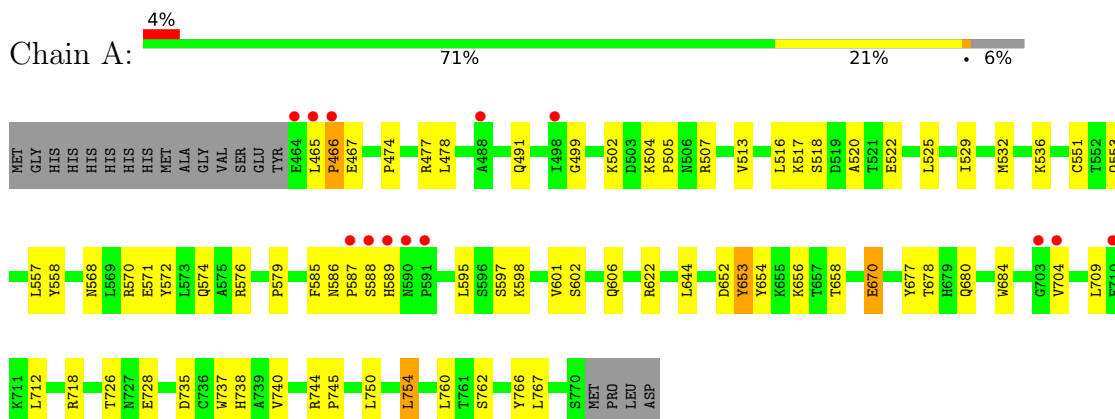 4%
Chain A:
71% 21% • 6%
MET GLY HIS HIS HIS HIS HIS HIS MET ALA GLY VAL SER GLU TYR E464 L465 P466 E467 P474 R477 L478 A488 Q491 I498 G499 K502 D503 K504 P505 N506 R507 V513 L516 K517 S518 D519 A520 T521 E522 L525 I529 M532 K536 C551 T552
L557 Y558 N568 L569 R570 E571 Y572 L573 Q574 A575 R576 P579 F585 N586 P587 S588 H589 N590 P591 L595 S596 S597 K598 V601 S602 Q606 R622 L644 D652 Y653 Y654 K655 K656 T657 T658 E670 Y677 T678 H679 Q680 W684 G703 V704 L709
K711 L712 R718 T726 N727 E728 D735 C736 W737 H738 A739 V740 R744 P745 L750 L754 L760 T761 S762 Y766 L767 S770 MET PRO LEU ASP